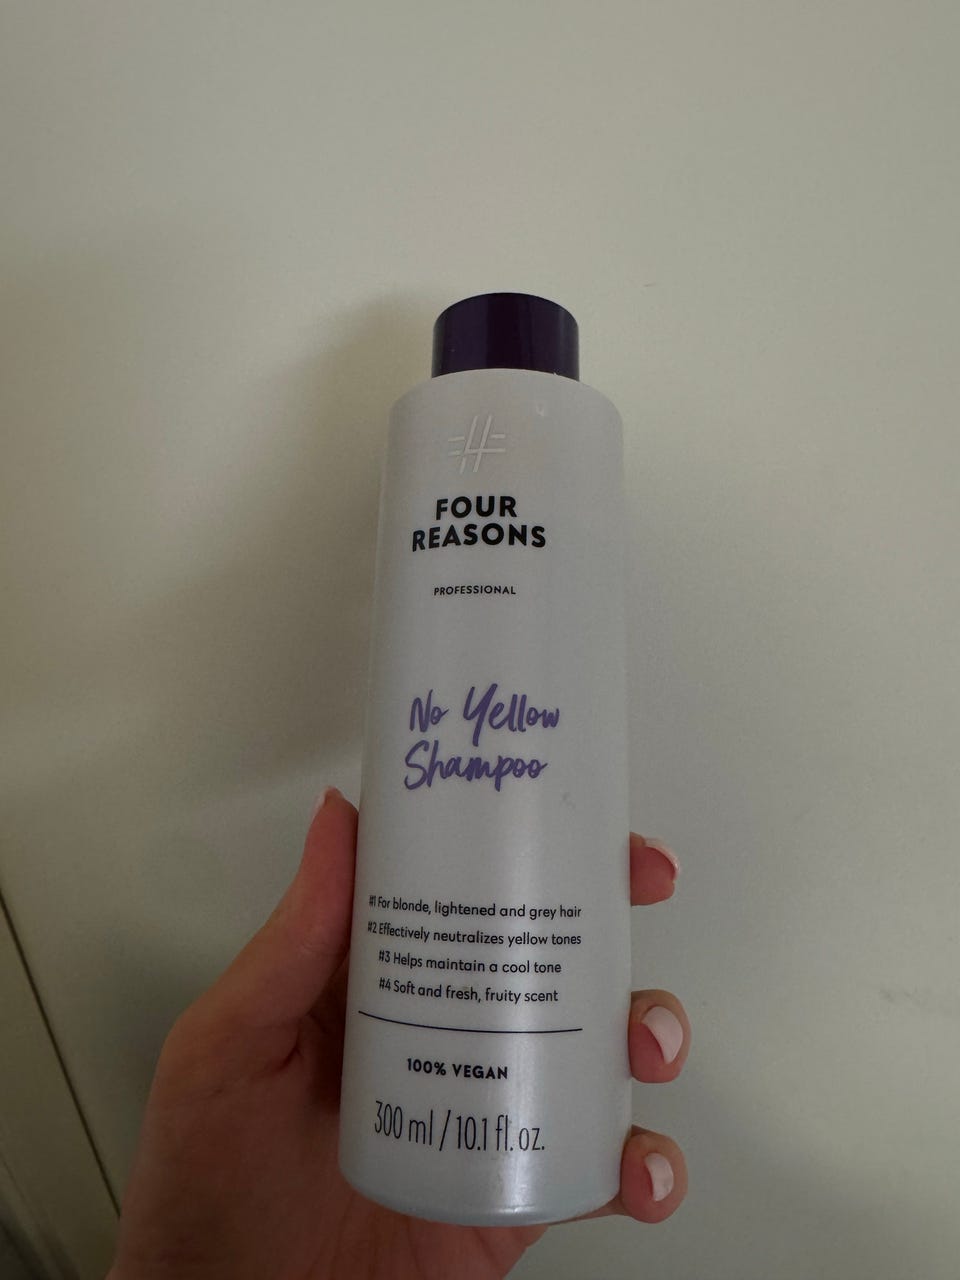 #
FOUR
REASONS
PROFESSIONAL
No Yellow
Shampoo
#1 For blonde, lightened and grey hair
#2 Effectively neutralizes yellow tones
#3 Helps maintain a cool tone
#4 Soft and fresh, fruity scent
100% VEGAN
300 ml / 10.1 fl. oz.